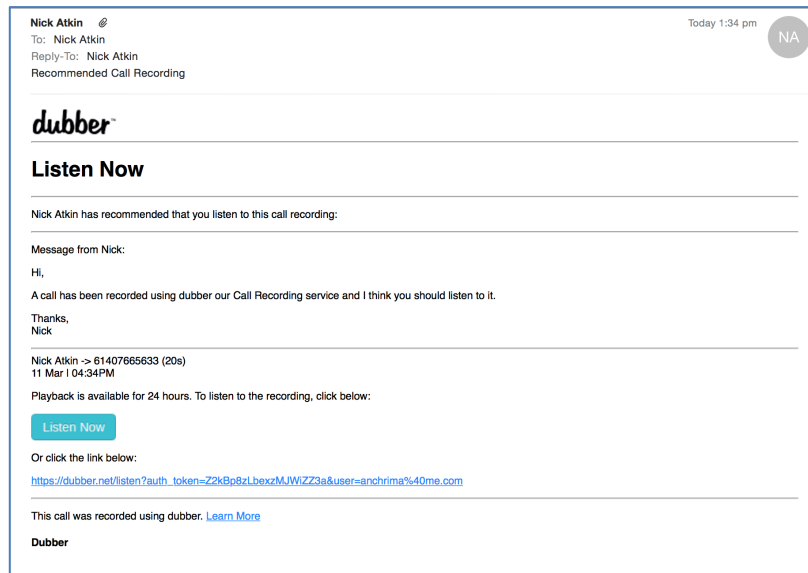 Nick Atkin
Today 1:34 pm
NA
To: Nick Atkin
Reply-To: Nick Atkin
Recommended Call Recording
dubber™
Listen Now
Nick Atkin has recommended that you listen to this call recording:
Message from Nick:
Hi,
A call has been recorded using dubber our Call Recording service and I think you should listen to it.
Thanks,
Nick
Nick Atkin -> 61407665633 (20s)
11 Mar | 04:34PM
Playback is available for 24 hours. To listen to the recording, click below:
Listen Now
Or click the link below:
https://dubber.net/listen?auth_token=Z2kBp8zLbexzMJWiZZ3a&user=anchrima%40me.com
This call was recorded using dubber. Learn More
Dubber